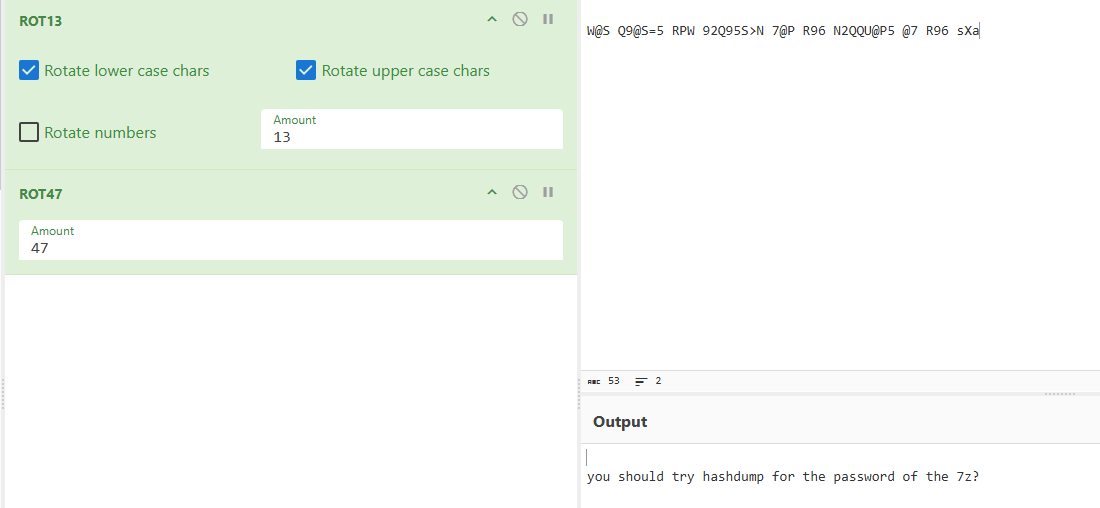 ROT13
Rotate lower case chars
Rotate upper case chars
Rotate numbers
Amount
13
ROT47
Amount
47
W@S Q9@S=5 RPW 92Q95S>N 7@P R96 N2QQU@P5 @7 R96 sXa
ABC 53 2
Output
you should try hashdump for the password of the 7z?